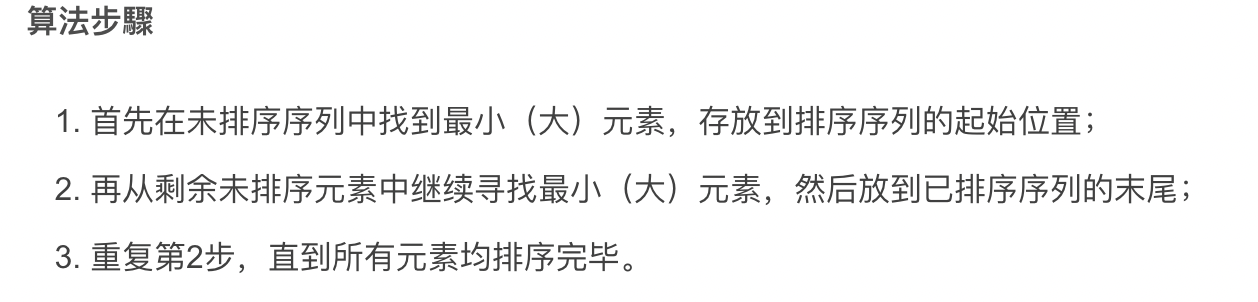 算法步驟
1. 首先在未排序序列中找到最小（大）元素，存放到排序序列的起始位置；
2. 再从剩余未排序元素中继续寻找最小（大）元素，然后放到已排序序列的末尾；
3. 重复第2步，直到所有元素均排序完毕。